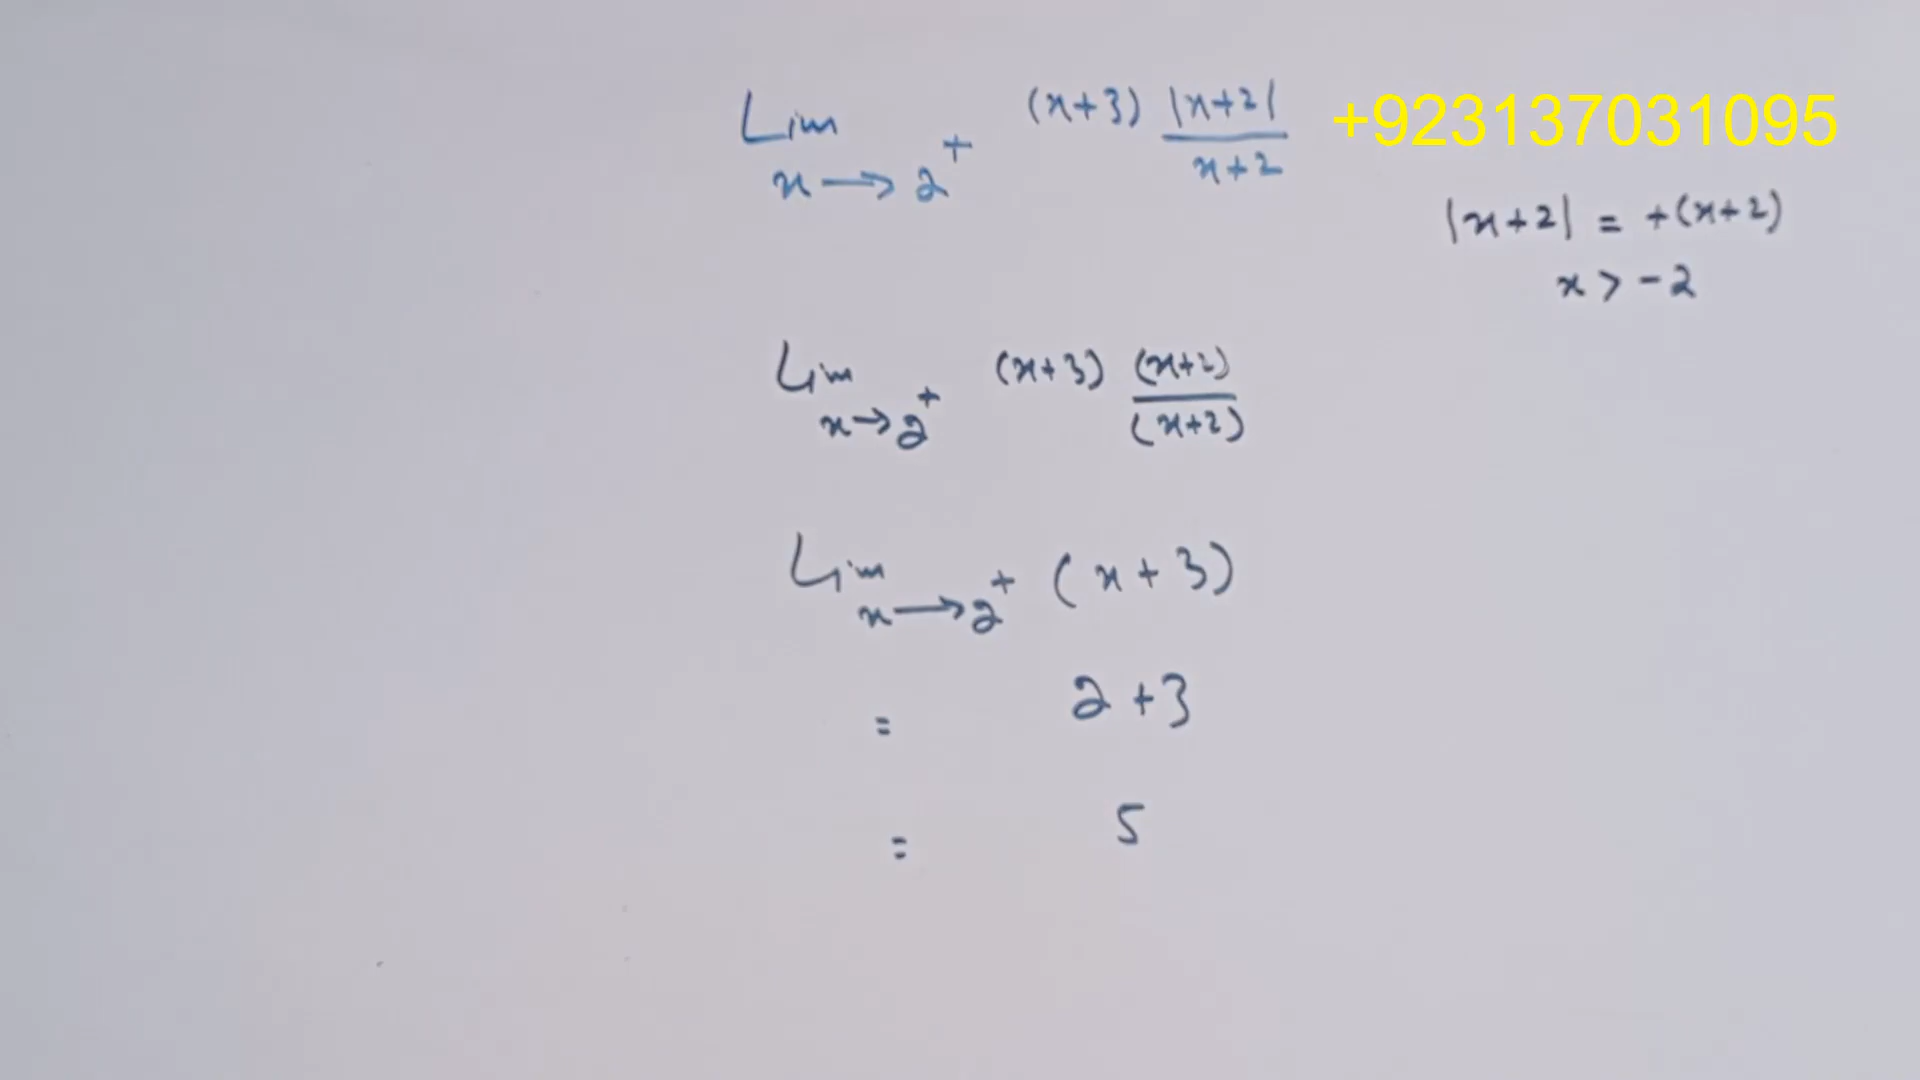 Lim x→2⁺ (x+3) |x+2| / x+2
+923137031095
|x+2| = +(x+2)
x > -2
Lim x→2⁺ (x+3) (x+2) / (x+2)
Lim x→2⁺ (x+3)
= 2+3
= 5